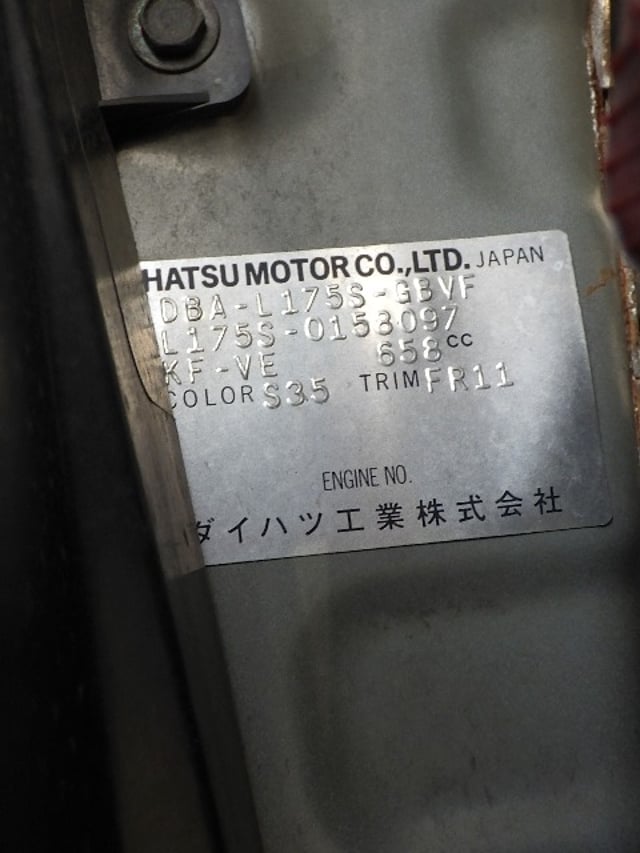 HATSU MOTOR CO.,LTD. JAPAN
DBA-L175S-GBVF
L175S-0153097
KF-VE 658cc
COLOR S35 TRIM FR11
ENGINE NO.
ダイハツ工業株式会社